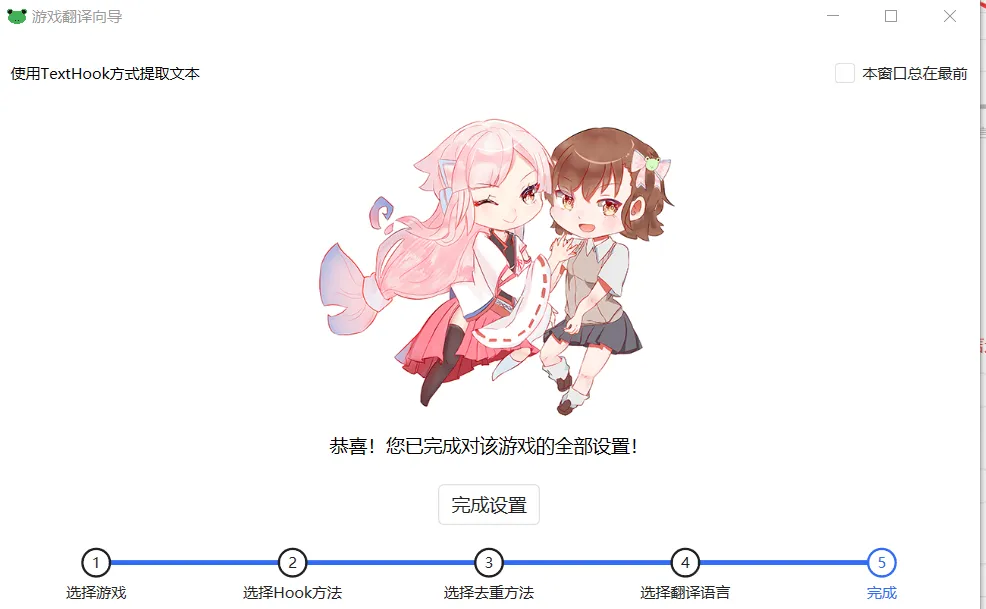 游戏翻译向导
使用TextHook方式提取文本
本窗口总在最前
恭喜！您已完成对该游戏的全部设置！
完成设置
1 2 3 4 5
选择游戏 选择Hook方法 选择去重方法 选择翻译语言 完成